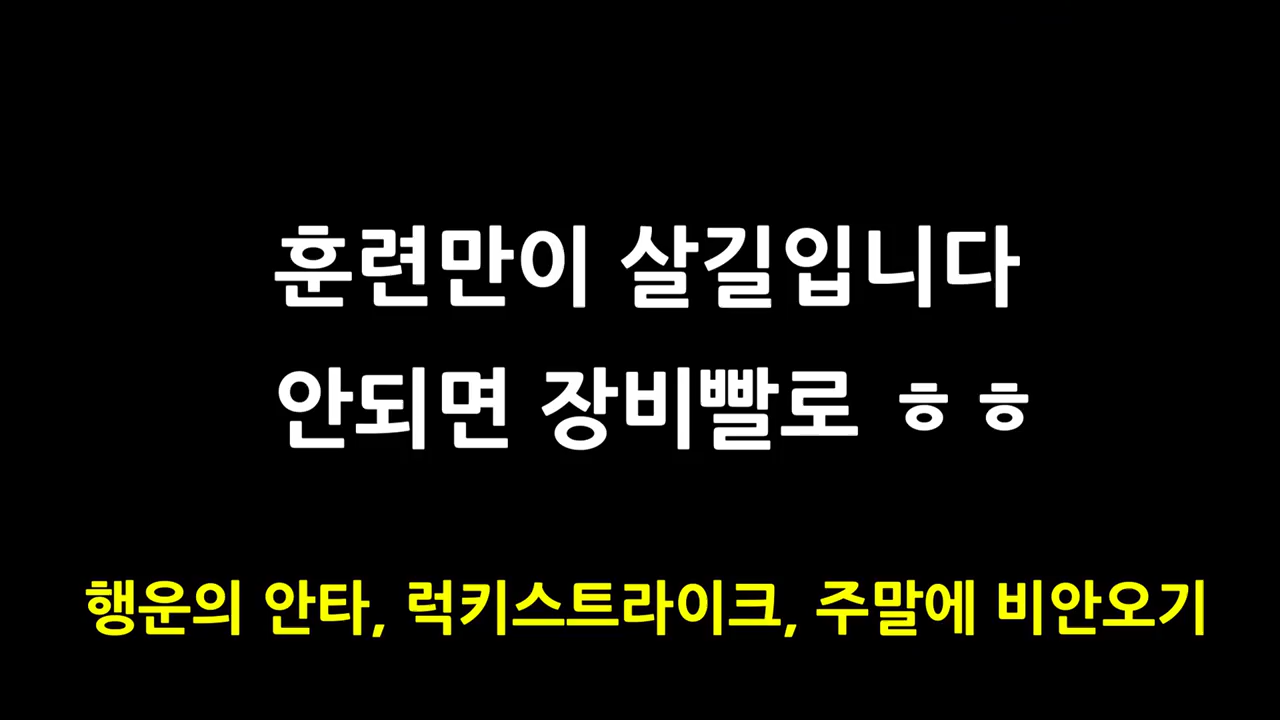 훈련만이 살길입니다
안되면 장비빨로 ㅎㅎ
행운의 안타, 럭키스트라이크, 주말에 비안오기